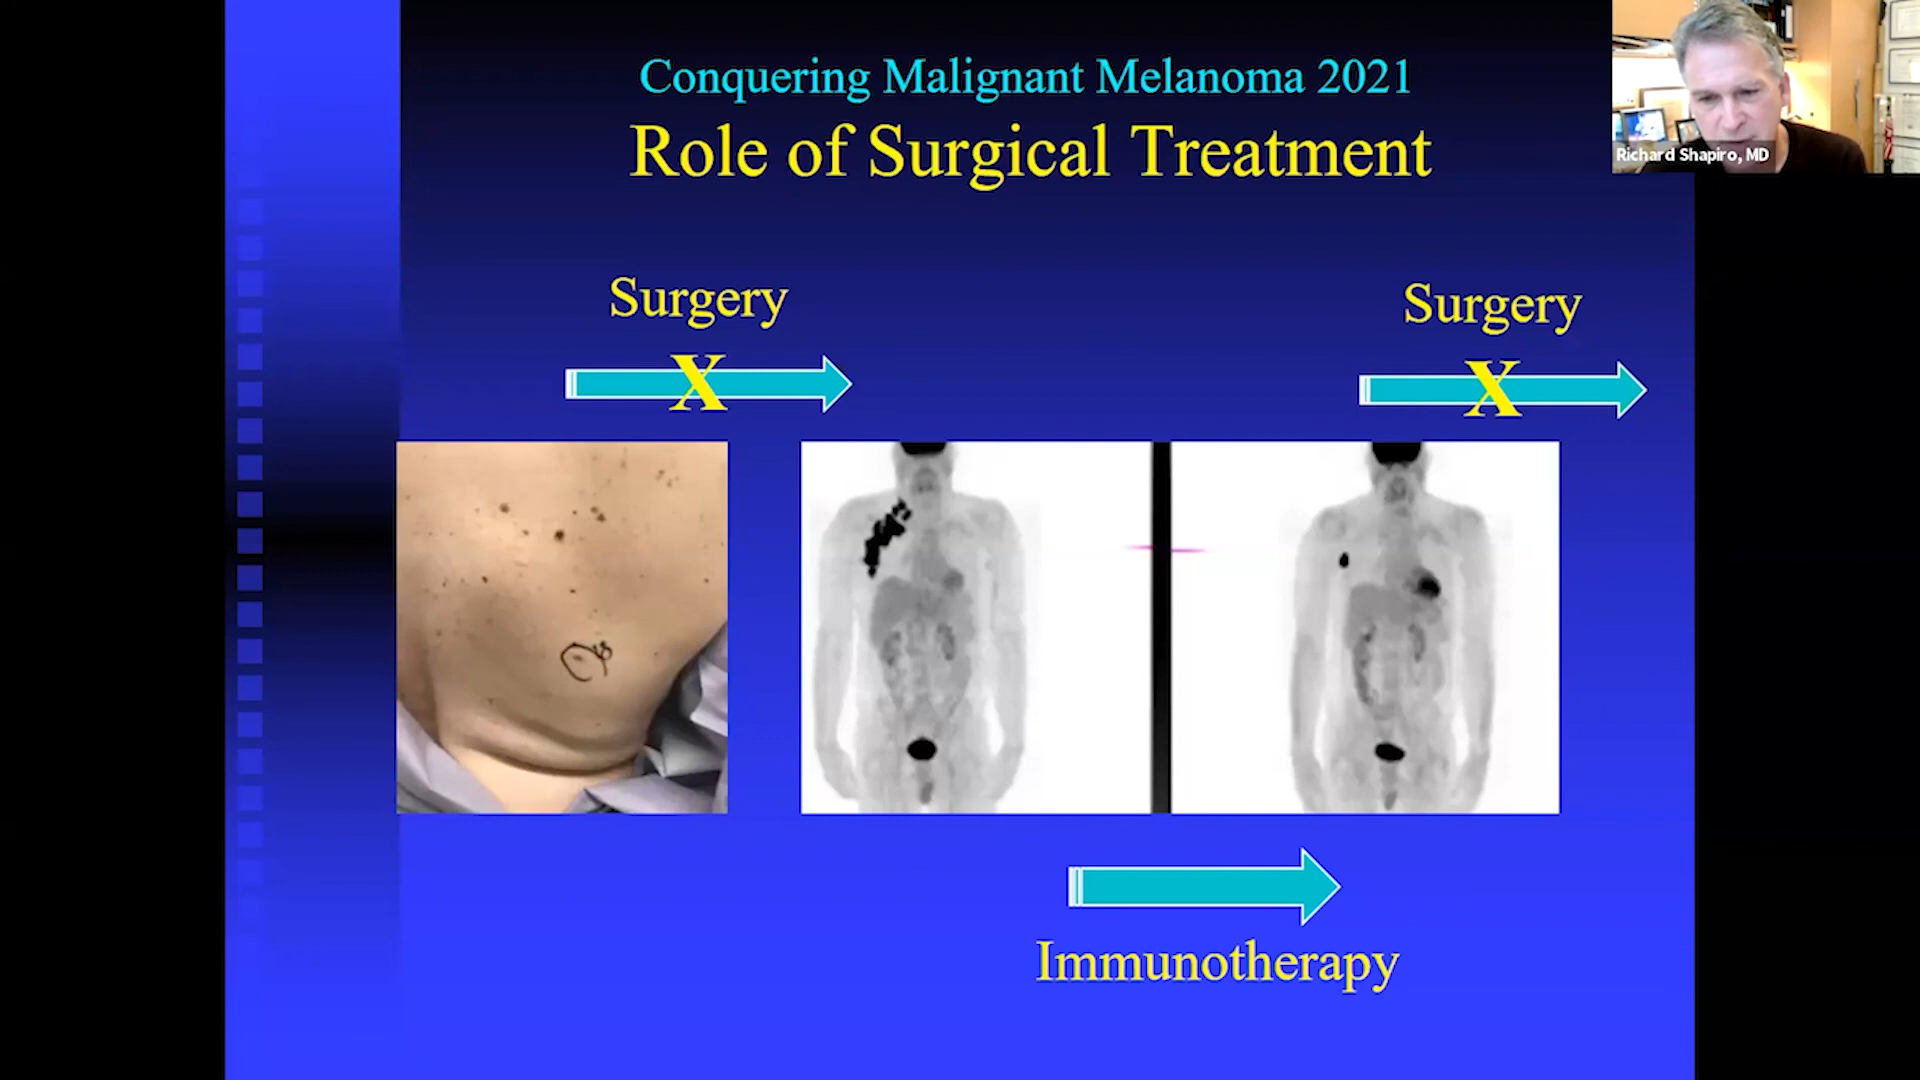 Conquering Malignant Melanoma 2021
Role of Surgical Treatment
Richard Shapiro, MD
Surgery
X
Surgery
X
Immunotherapy